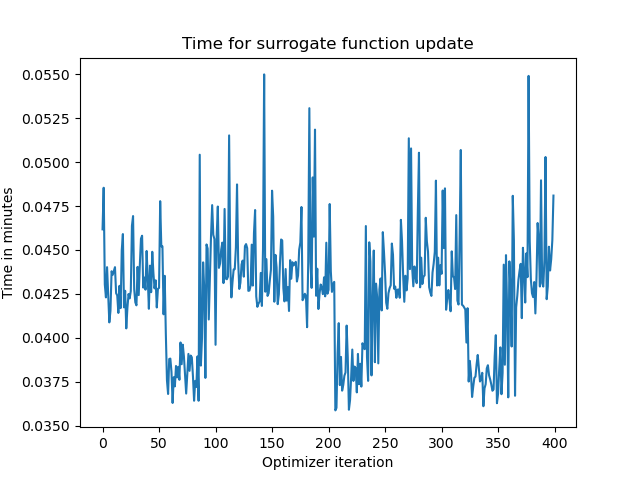 Time for surrogate function update
0.0550
0.0525
0.0500
0.0475
0.0450
0.0425
0.0400
0.0375
0.0350
Time in minutes
0 50 100 150 200 250 300 350 400
Optimizer iteration